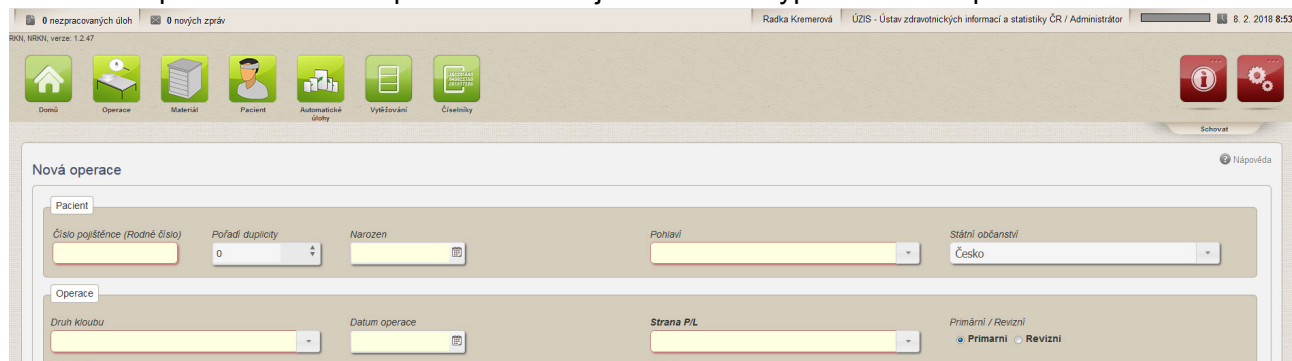 0 nezpracovaných úloh 0 nových zpráv Radka Kremerová ÚZIS - Ústav zdravotnických informací a statistiky ČR / Administrátor 8. 2. 2018 8:53
RKN, NRKN, verze: 1.2.47
Domů Operace Materiál Pacient Automatické úlohy Vytěžování Číselníky
Schovat
Nápověda
Nová operace
Pacient
Číslo pojištěnce (Rodné číslo) Pořadí duplicity Narozen Pohlaví Státní občanství
0 Česko
Operace
Druh kloubu Datum operace Strana P/L Primární / Revizní
Primarni Revizni